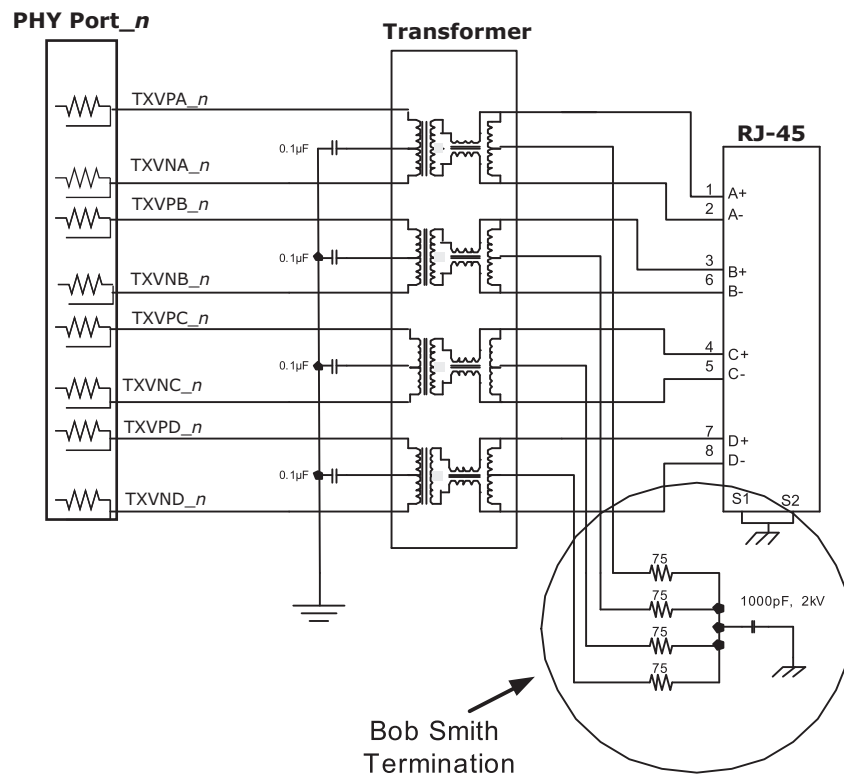 PHY Port_n
Transformer
RJ-45
TXVPA_n
0.1µF
TXVNA_n
TXVPB_n
0.1µF
TXVNB_n
TXVPC_n
0.1µF
TXVNC_n
TXVPD_n
0.1µF
TXVND_n
1 A+
2 A-
3 B+
6 B-
4 C+
5 C-
7 D+
8 D-
S1 S2
75
75
75
75
1000pF, 2kV
Bob Smith
Termination